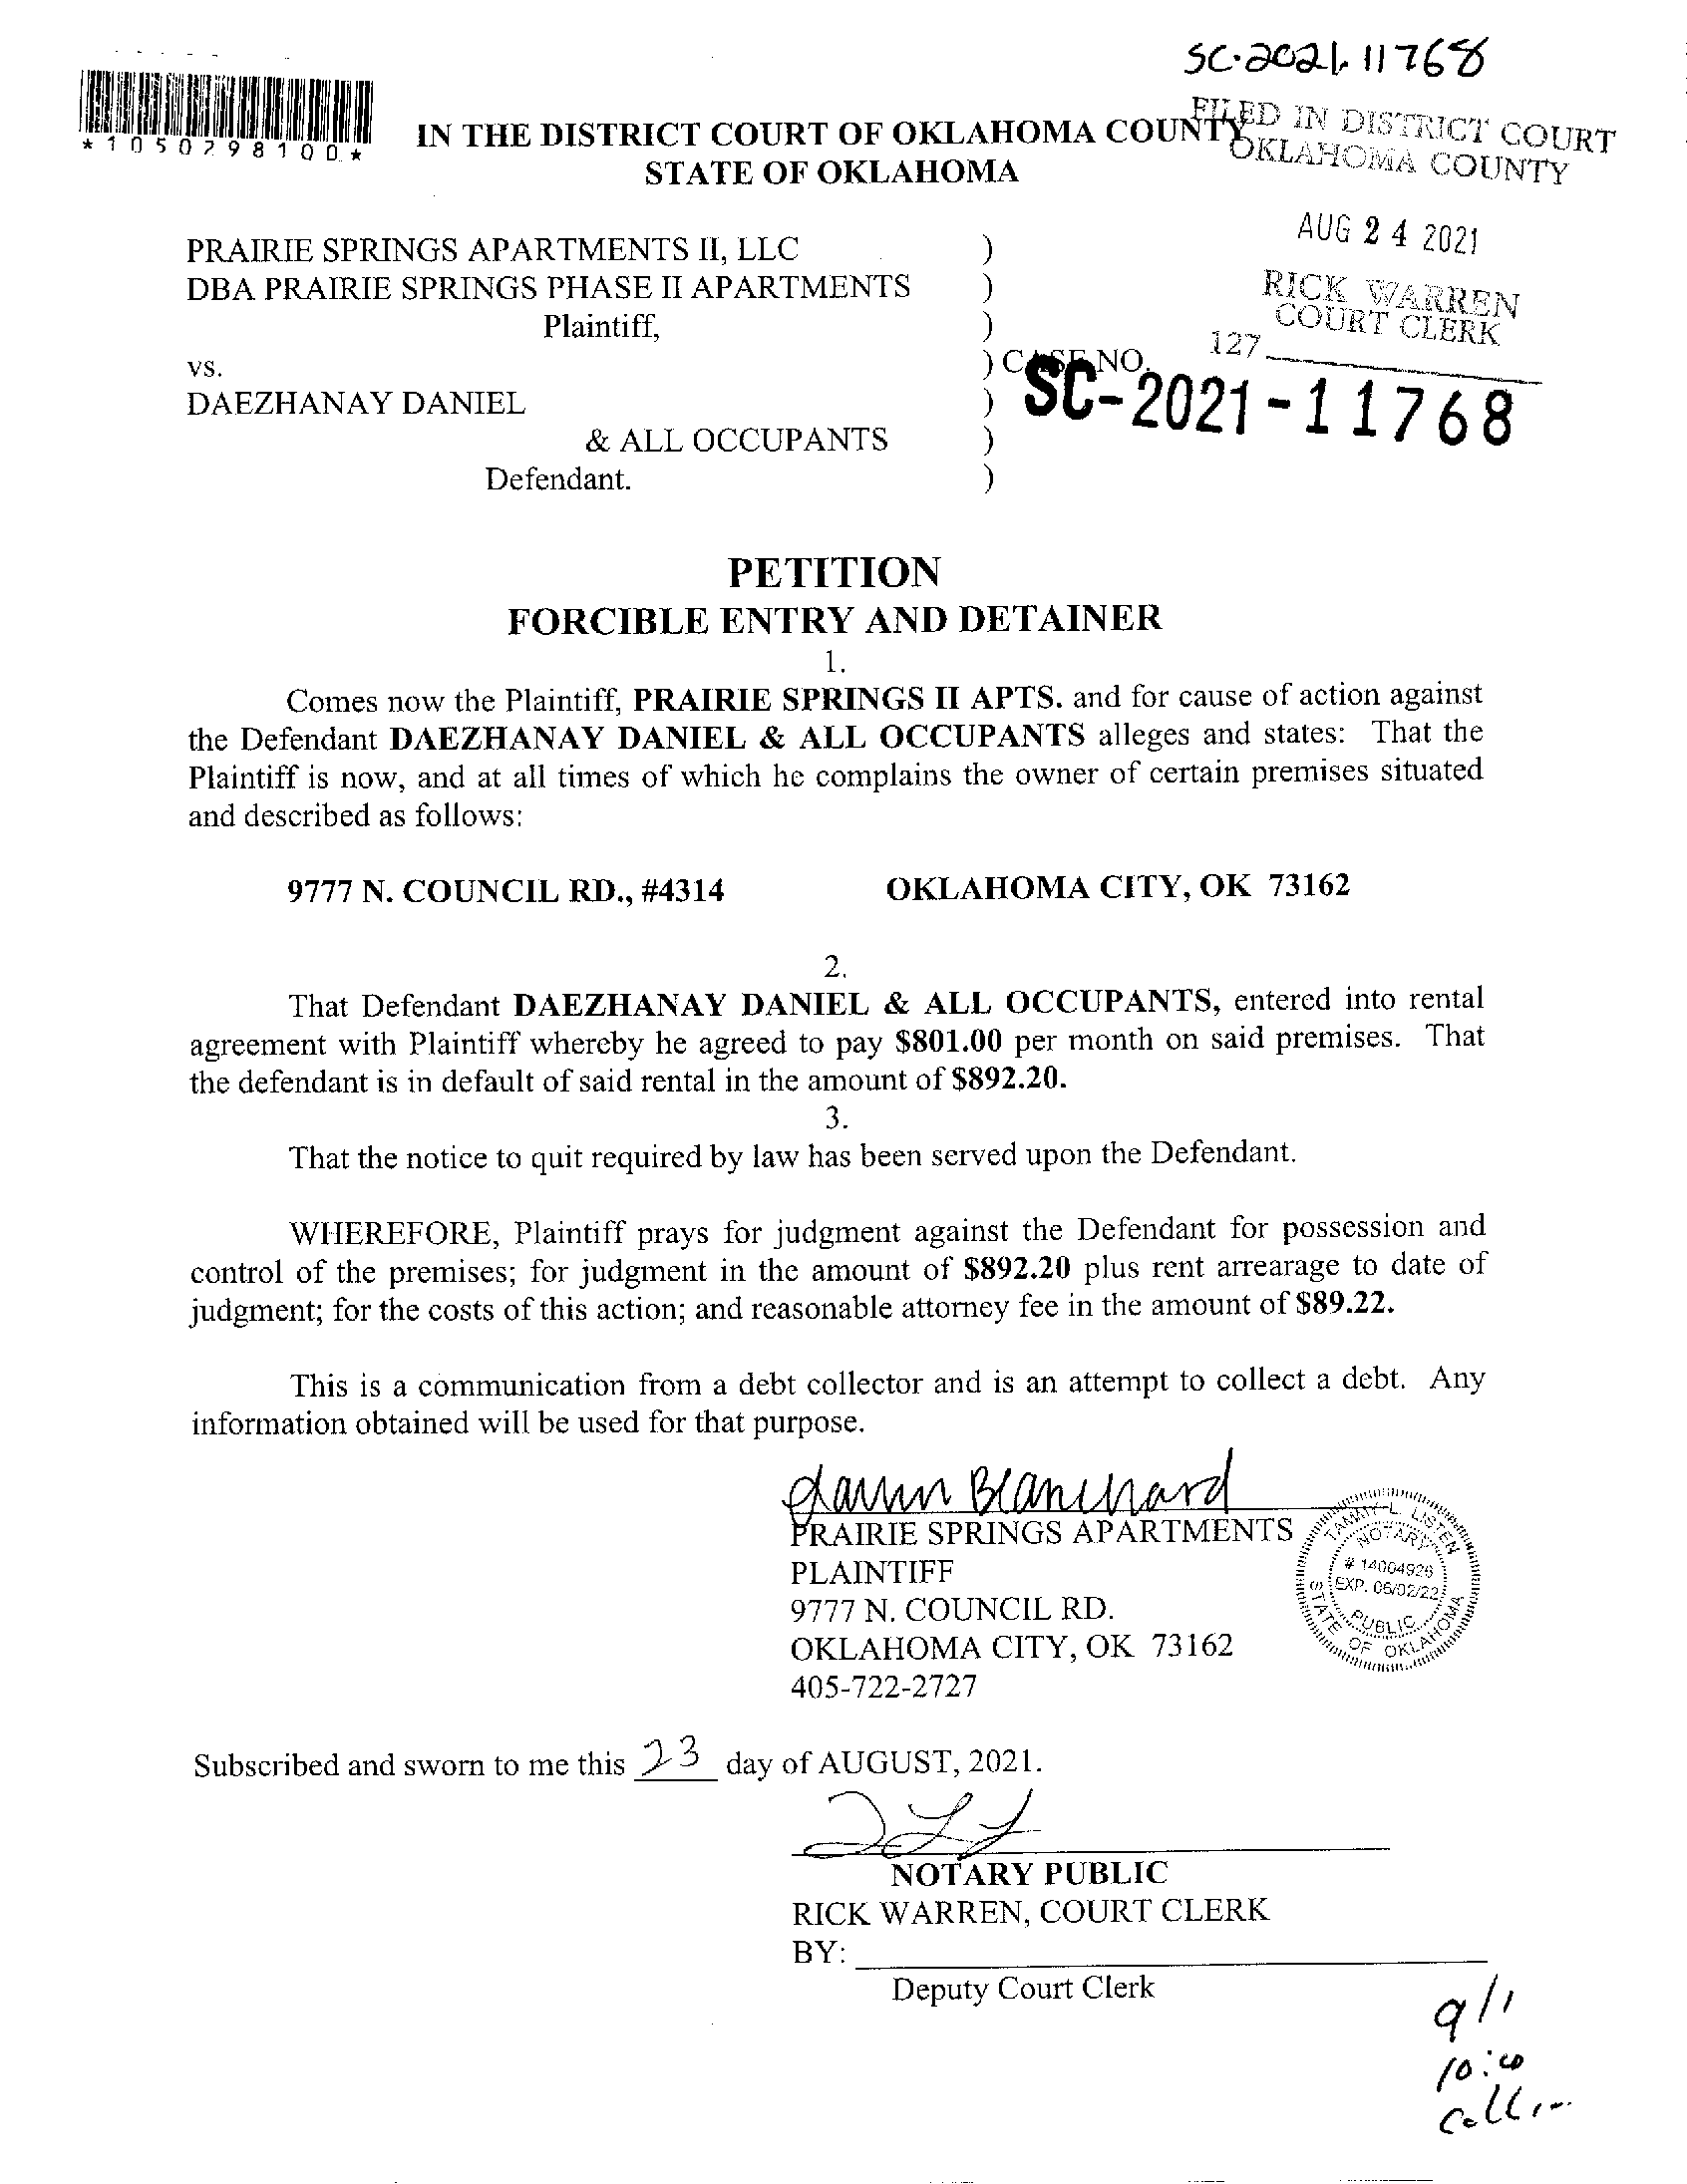 SC-2021-11768
*1050798100*
IN THE DISTRICT COURT OF OKLAHOMA COUNTY
STATE OF OKLAHOMA
FILED IN DISTRICT COURT
OKLAHOMA COUNTY
AUG 24 2021
RICK WARREN
COURT CLERK
127
PRAIRIE SPRINGS APARTMENTS II, LLC )
DBA PRAIRIE SPRINGS PHASE II APARTMENTS )
Plaintiff, )
vs. ) CASE NO.
SC-2021-11768
DAEZHANAY DANIEL )
& ALL OCCUPANTS )
Defendant. )
PETITION
FORCIBLE ENTRY AND DETAINER
1.
Comes now the Plaintiff, PRAIRIE SPRINGS II APTS. and for cause of action against
the Defendant DAEZHANAY DANIEL & ALL OCCUPANTS alleges and states: That the
Plaintiff is now, and at all times of which he complains the owner of certain premises situated
and described as follows:
9777 N. COUNCIL RD., #4314 OKLAHOMA CITY, OK 73162
2.
That Defendant DAEZHANAY DANIEL & ALL OCCUPANTS, entered into rental
agreement with Plaintiff whereby he agreed to pay $801.00 per month on said premises. That
the defendant is in default of said rental in the amount of $892.20.
3.
That the notice to quit required by law has been served upon the Defendant.
WHEREFORE, Plaintiff prays for judgment against the Defendant for possession and
control of the premises; for judgment in the amount of $892.20 plus rent arrearage to date of
judgment; for the costs of this action; and reasonable attorney fee in the amount of $89.22.
This is a communication from a debt collector and is an attempt to collect a debt. Any
information obtained will be used for that purpose.
Blanchard
PRAIRIE SPRINGS APARTMENTS
PLAINTIFF
9777 N. COUNCIL RD.
OKLAHOMA CITY, OK 73162
405-722-2727
TAMMY L. LISTEN
NOTARY
# 14004926
EXP. 06/02/22
PUBLIC
STATE OF OKLAHOMA
Subscribed and sworn to me this 23 day of AUGUST, 2021.
NOTARY PUBLIC
RICK WARREN, COURT CLERK
BY:
Deputy Court Clerk
9/1
10:00